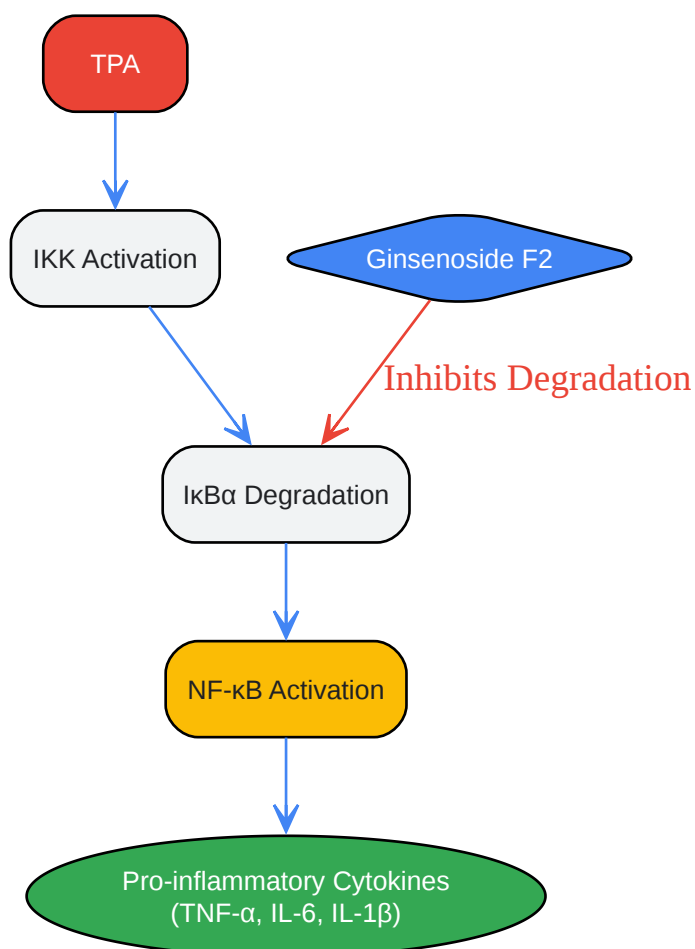 TPA
IKK Activation
Ginsenoside F2
Inhibits Degradation
IκBα Degradation
NF-κB Activation
Pro-inflammatory Cytokines
(TNF-α, IL-6, IL-1β)